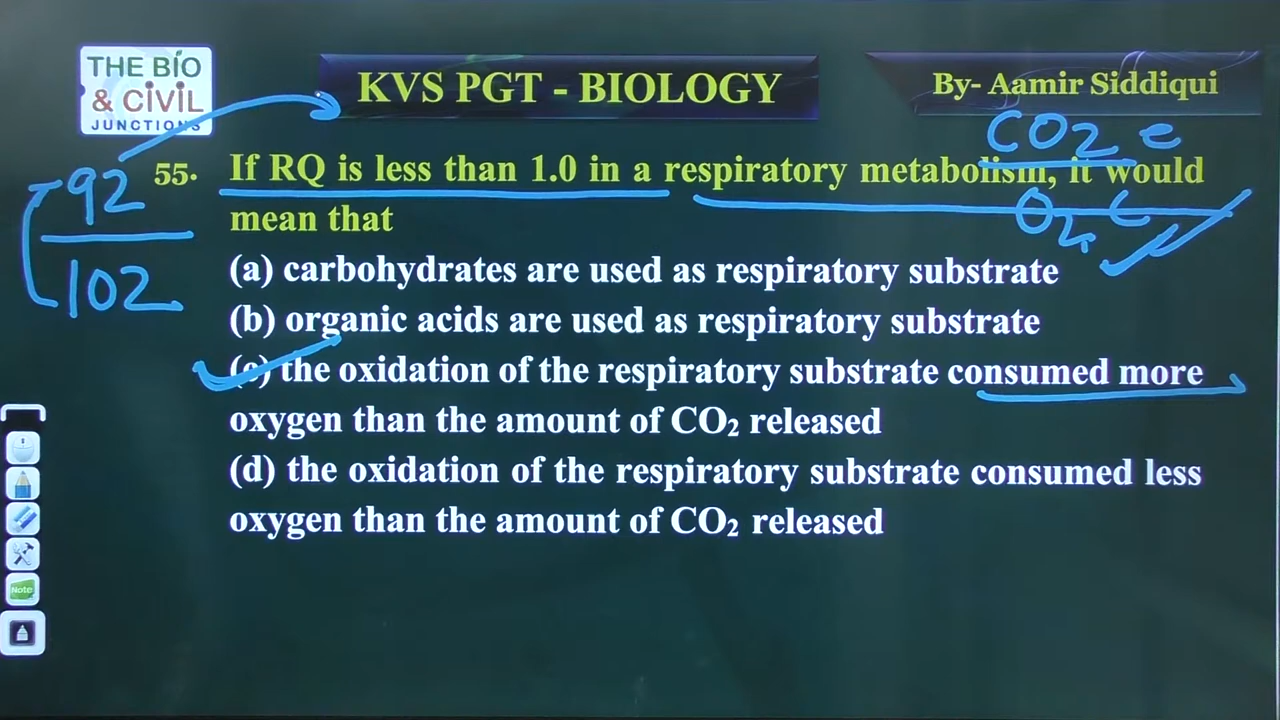 THE BIO
& CIVIL
JUNCTIONS
KVS PGT - BIOLOGY
By- Aamir Siddiqui
CO2 e
92
102
O2 C
55. If RQ is less than 1.0 in a respiratory metabolism, it would
mean that
(a) carbohydrates are used as respiratory substrate
(b) organic acids are used as respiratory substrate
(c) the oxidation of the respiratory substrate consumed more
oxygen than the amount of CO₂ released
(d) the oxidation of the respiratory substrate consumed less
oxygen than the amount of CO₂ released
Note